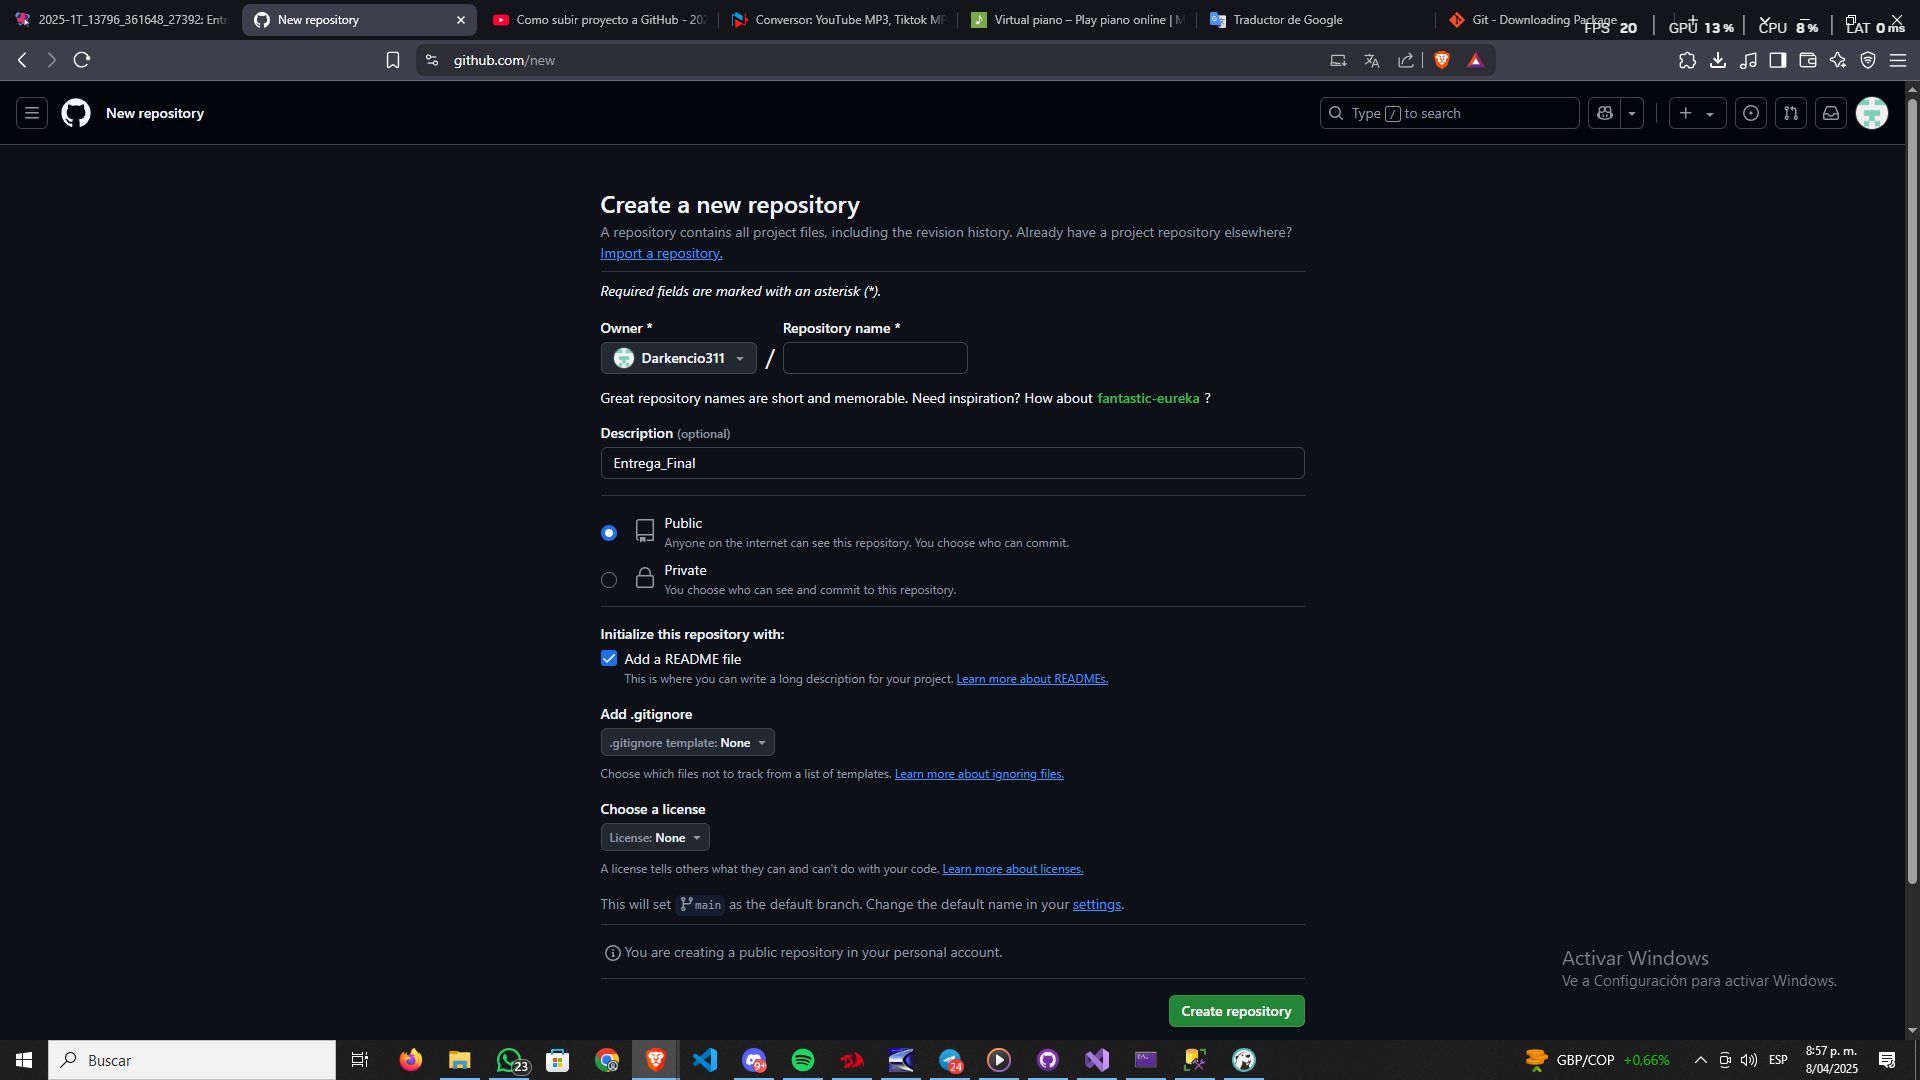 2025-1T_13796_361648_27392: Entr
New repository
Como subir proyecto a GitHub - 202
Conversor: YouTube MP3, Tiktok MP
Virtual piano – Play piano online | M
Traductor de Google
Git - Downloading Package
FPS 20 GPU 13 % CPU 8 % LAT 0 ms
github.com/new
New repository
Type / to search
Create a new repository
A repository contains all project files, including the revision history. Already have a project repository elsewhere?
Import a repository.
Required fields are marked with an asterisk (*).
Owner * Repository name *
Darkencio311 /
Great repository names are short and memorable. Need inspiration? How about fantastic-eureka ?
Description (optional)
Entrega_Final
Public
Anyone on the internet can see this repository. You choose who can commit.
Private
You choose who can see and commit to this repository.
Initialize this repository with:
Add a README file
This is where you can write a long description for your project. Learn more about READMEs.
Add .gitignore
.gitignore template: None
Choose which files not to track from a list of templates. Learn more about ignoring files.
Choose a license
License: None
A license tells others what they can and can't do with your code. Learn more about licenses.
This will set main as the default branch. Change the default name in your settings.
You are creating a public repository in your personal account.
Create repository
Activar Windows
Ve a Configuración para activar Windows.
Buscar
23
9+
24
GBP/COP +0,66%
ESP
8:57 p. m.
8/04/2025